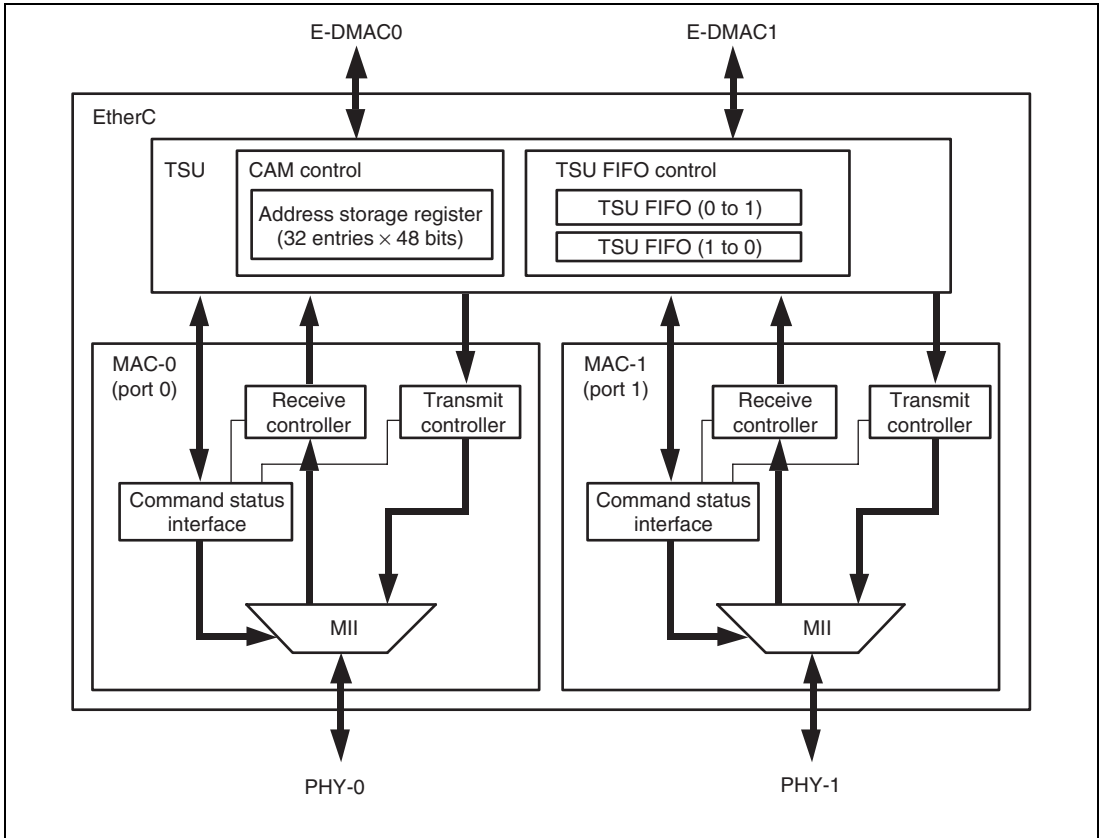 E-DMAC0
E-DMAC1
EtherC
TSU
CAM control
Address storage register
(32 entries × 48 bits)
TSU FIFO control
TSU FIFO (0 to 1)
TSU FIFO (1 to 0)
MAC-0
(port 0)
Receive
controller
Transmit
controller
Command status
interface
MII
MAC-1
(port 1)
Receive
controller
Transmit
controller
Command status
interface
MII
PHY-0
PHY-1